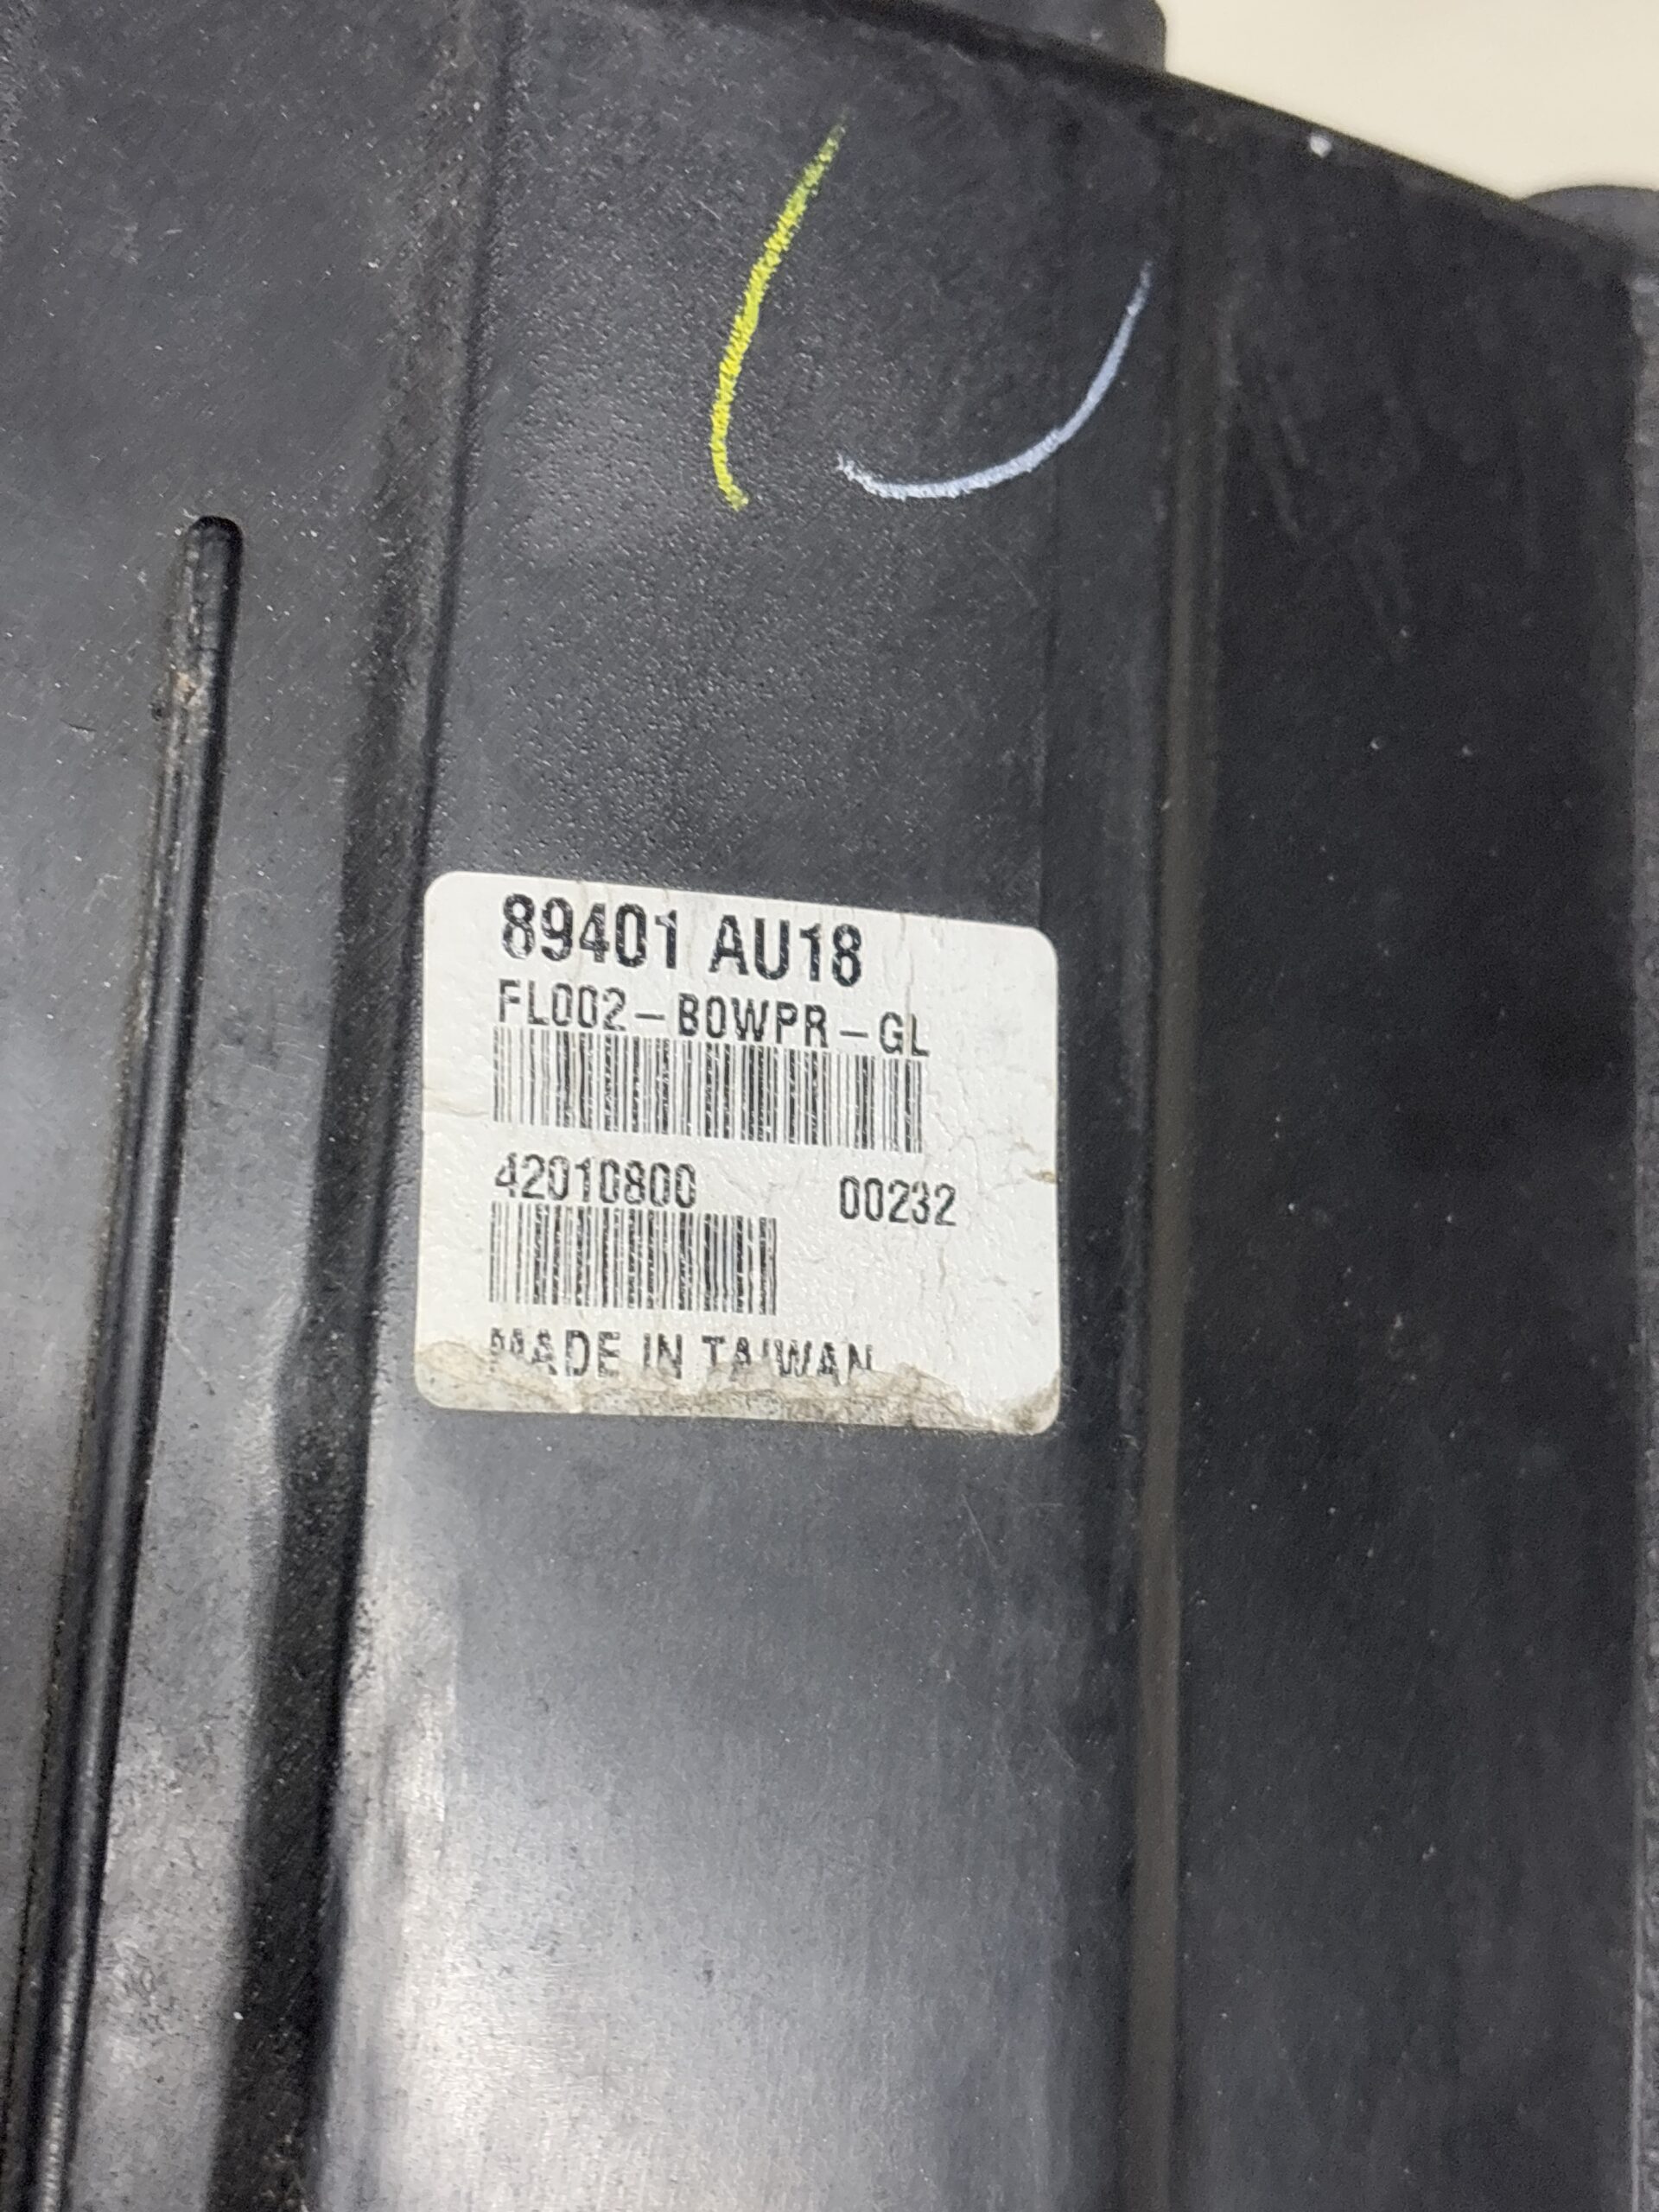 89401 AU18
FL002-B0WPR-GL
42010800 00232
MADE IN TAIWAN